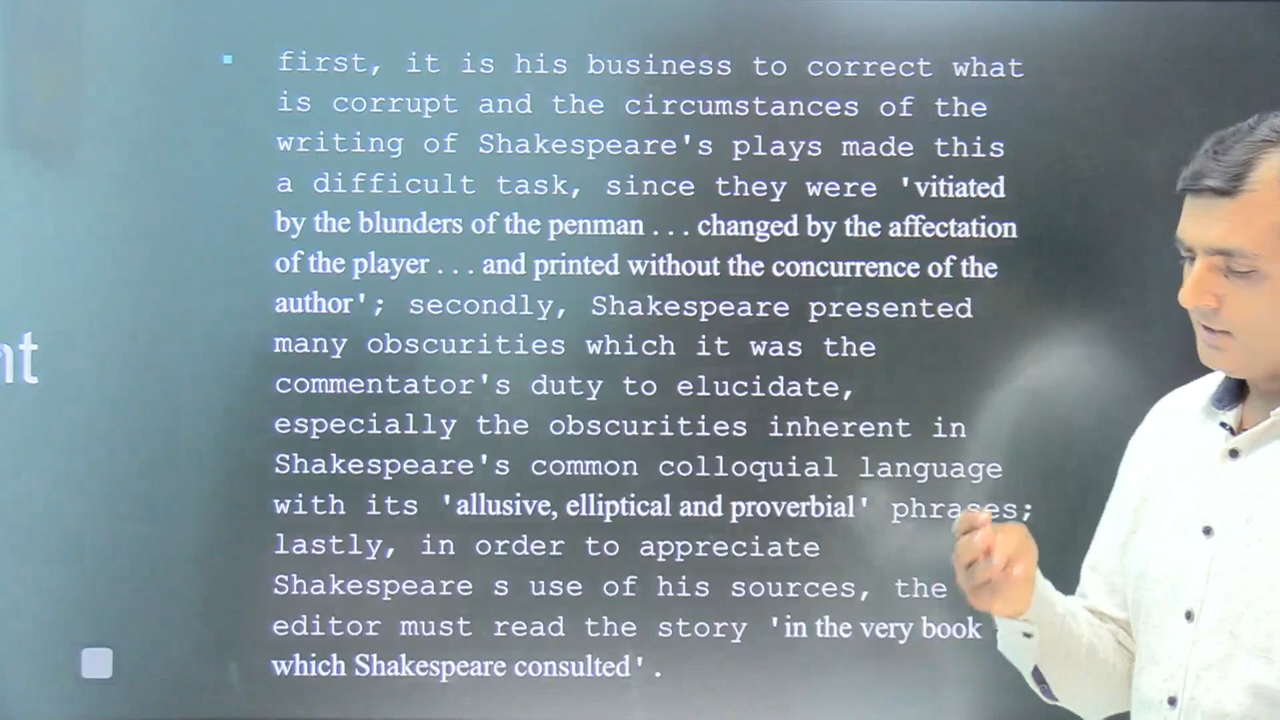 first, it is his business to correct what
is corrupt and the circumstances of the
writing of Shakespeare's plays made this
a difficult task, since they were 'vitiated
by the blunders of the penman . . . changed by the affectation
of the player . . . and printed without the concurrence of the
author'; secondly, Shakespeare presented
many obscurities which it was the
commentator's duty to elucidate,
especially the obscurities inherent in
Shakespeare's common colloquial language
with its 'allusive, elliptical and proverbial' phrases;
lastly, in order to appreciate
Shakespeare s use of his sources, the
editor must read the story 'in the very book
which Shakespeare consulted'.
nt